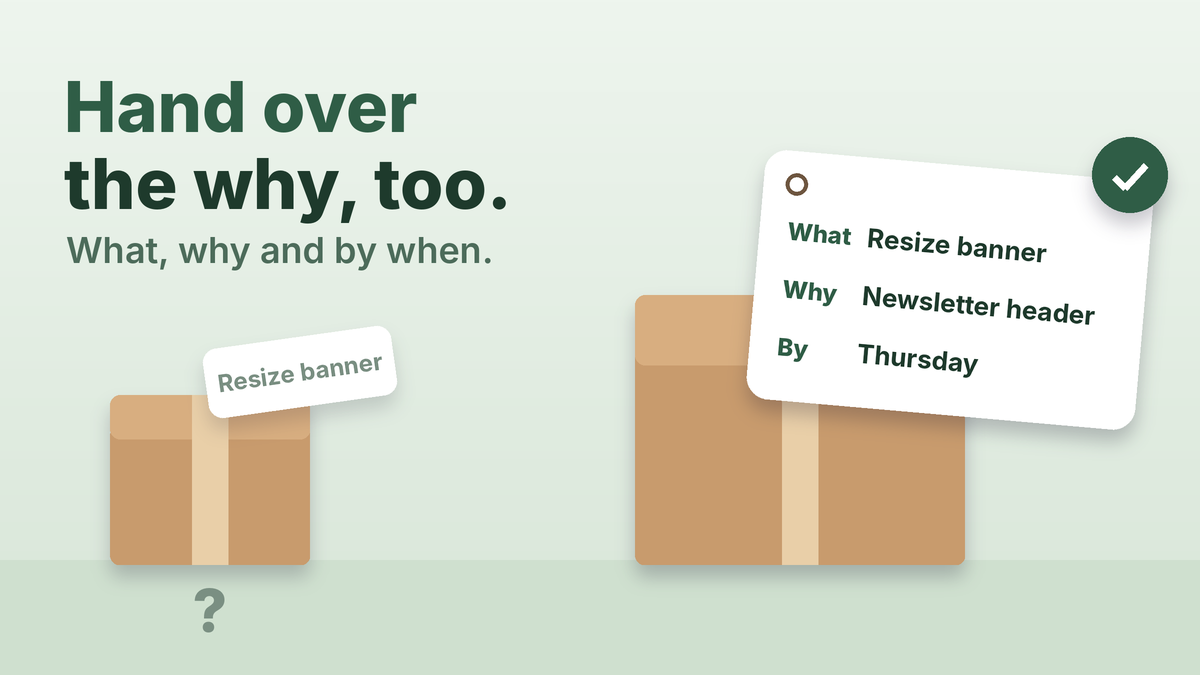 Hand over
the why, too.
What, why and by when.
Resize banner
?
What Resize banner
Why Newsletter header
By Thursday